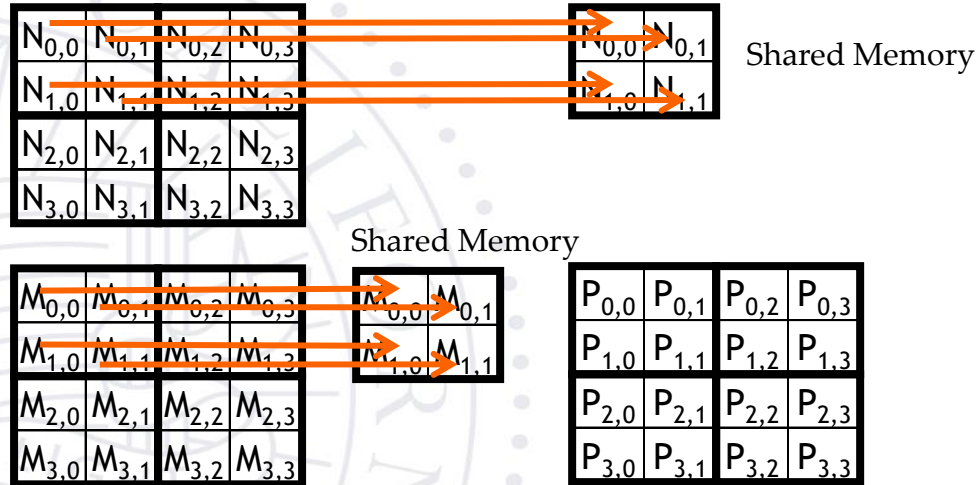 N0,0 N0,1 N0,2 N0,3
N1,0 N1,1 N1,2 N1,3
N2,0 N2,1 N2,2 N2,3
N3,0 N3,1 N3,2 N3,3
N0,0 N0,1
N1,0 N1,1
Shared Memory
Shared Memory
M0,0 M0,1 M0,2 M0,3
M1,0 M1,1 M1,2 M1,3
M2,0 M2,1 M2,2 M2,3
M3,0 M3,1 M3,2 M3,3
M0,0 M0,1
M1,0 M1,1
P0,0 P0,1 P0,2 P0,3
P1,0 P1,1 P1,2 P1,3
P2,0 P2,1 P2,2 P2,3
P3,0 P3,1 P3,2 P3,3